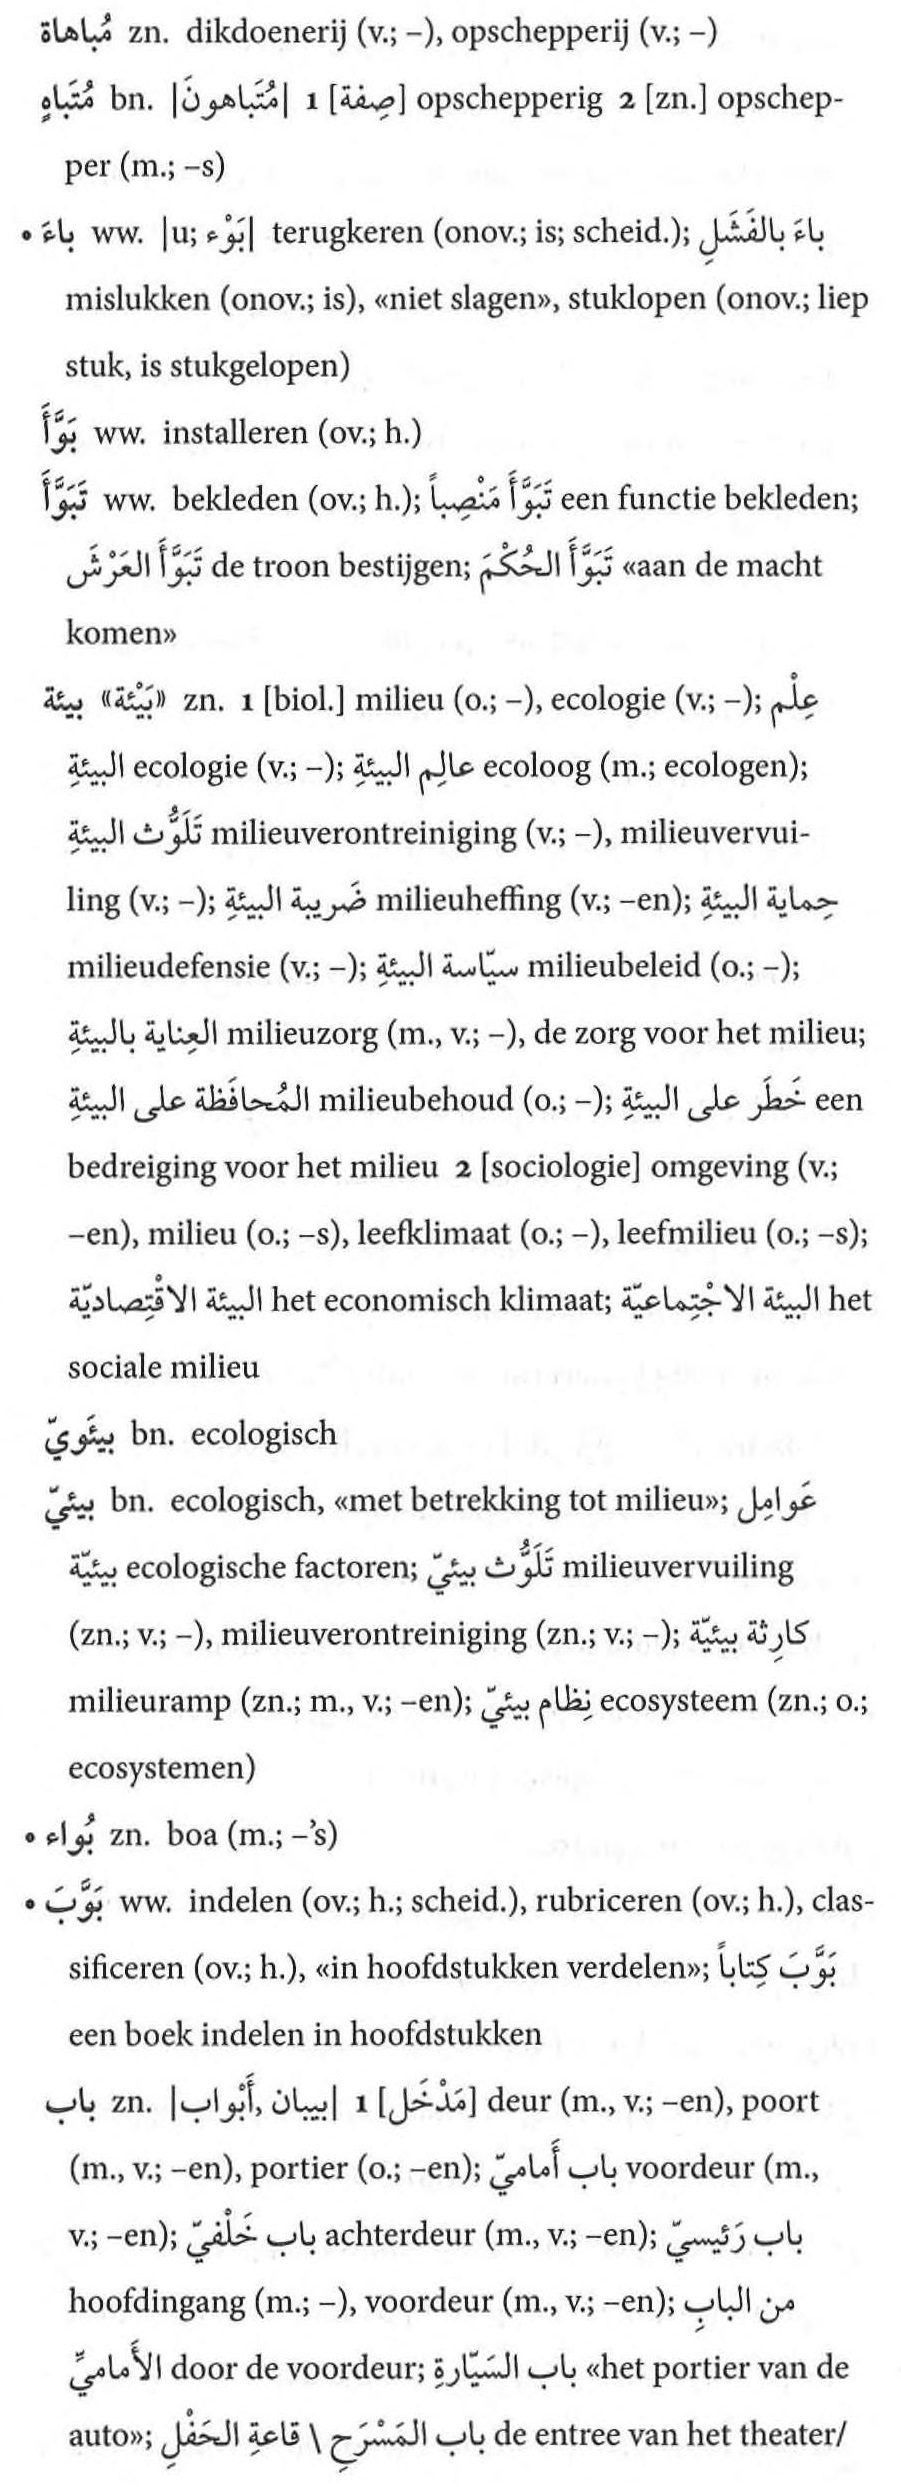 مُباهاة zn. dikdoenerij (v.; –), opschepperij (v.; –)
مُتَباهٍ bn. |مُتَباهونَ| 1 [صِفة] opschepperig 2 [zn.] opschep-
per (m.; –s)
• باءَ ww. |u; بَوْء| terugkeren (onov.; is; scheid.); باءَ بالفَشَلِ
mislukken (onov.; is), «niet slagen», stuklopen (onov.; liep
stuk, is stukgelopen)
بَوَّأَ ww. installeren (ov.; h.)
تَبَوَّأَ ww. bekleden (ov.; h.); تَبَوَّأَ مَنْصِباً een functie bekleden;
تَبَوَّأَ العَرْشَ de troon bestijgen; تَبَوَّأَ الحُكْمَ «aan de macht
komen»
بيئة «بَيْئة» zn. 1 [biol.] milieu (o.; –), ecologie (v.; –); عِلْم
البيئةِ ecologie (v.; –); عالِم البيئةِ ecoloog (m.; ecologen);
تَلَوُّث البيئةِ milieuverontreiniging (v.; –), milieuvervui-
ling (v.; –); ضَريبة البيئةِ milieuheffing (v.; –en); حِماية البيئةِ
milieudefensie (v.; –); سيّاسة البيئةِ milieubeleid (o.; –);
العِناية بالبيئةِ milieuzorg (m., v.; –), de zorg voor het milieu;
المُحافَظة على البيئةِ milieubehoud (o.; –); خَطَر على البيئةِ een
bedreiging voor het milieu 2 [sociologie] omgeving (v.;
–en), milieu (o.; –s), leefklimaat (o.; –), leefmilieu (o.; –s);
البيئة الاقْتِصاديّة het economisch klimaat; البيئة الاجْتِماعيّة het
sociale milieu
بيئَويّ bn. ecologisch
بيئيّ bn. ecologisch, «met betrekking tot milieu»; عَوامِل
بيئيّة ecologische factoren; تَلَوُّث بيئيّ milieuvervuiling
(zn.; v.; –), milieuverontreiniging (zn.; v.; –); كارِثة بيئيّة
milieuramp (zn.; m., v.; –en); نِظام بيئيّ ecosysteem (zn.; o.;
ecosystemen)
• بُواء zn. boa (m.; –’s)
• بَوَّبَ ww. indelen (ov.; h.; scheid.), rubriceren (ov.; h.), clas-
sificeren (ov.; h.), «in hoofdstukken verdelen»; بَوَّبَ كِتاباً
een boek indelen in hoofdstukken
باب zn. |بيبان ,أَبْواب| 1 [مَدْخَل] deur (m., v.; –en), poort
(m., v.; –en), portier (o.; –en); باب أَماميّ voordeur (m.,
v.; –en); باب خَلْفيّ achterdeur (m., v.; –en); باب رَئيسيّ
hoofdingang (m.; –), voordeur (m., v.; –en); من البابِ
الأَماميِّ door de voordeur; باب السَيّارةِ «het portier van de
auto»; باب المَسْرَحِ \ قاعةِ الحَفْلِ de entree van het theater/